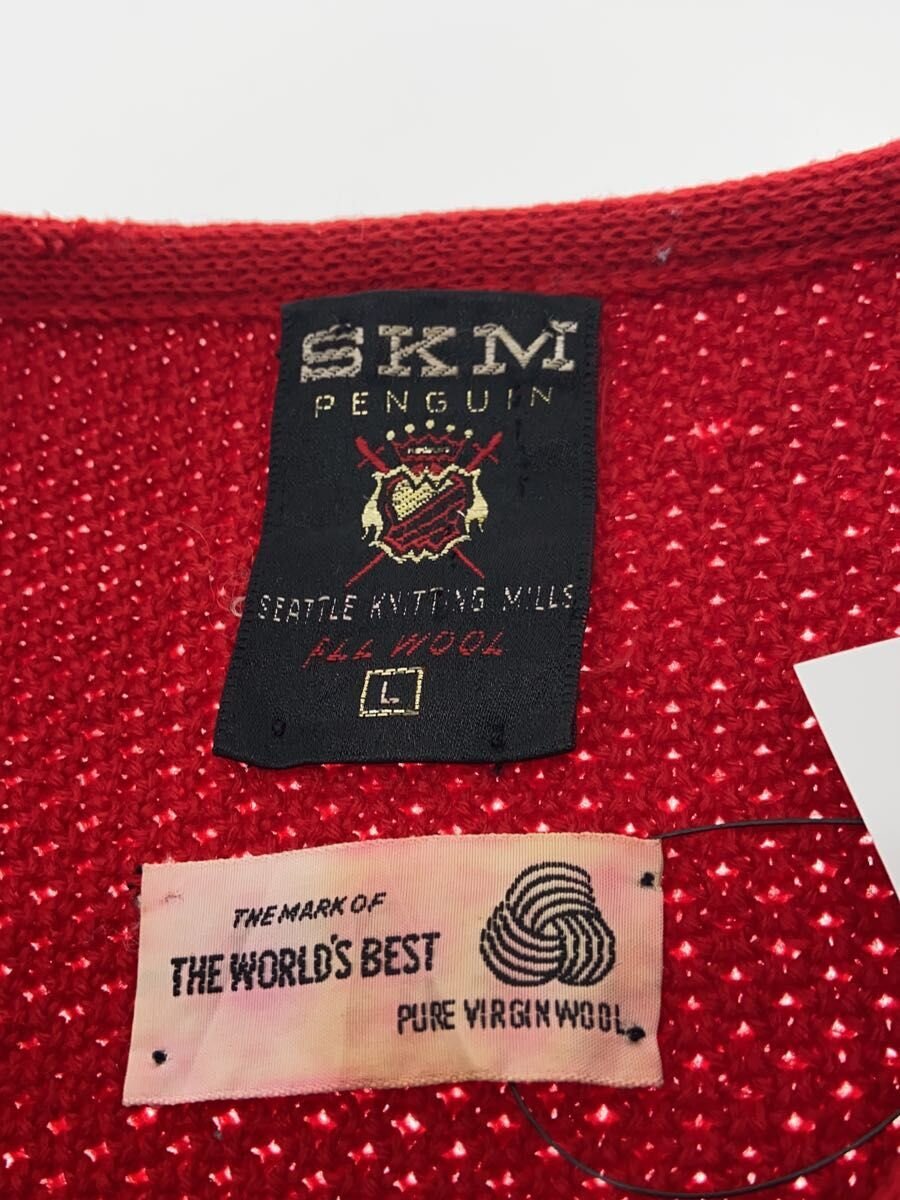 SKM
PENGUIN
SEATTLE KNITTING MILLS
ALL WOOL
L
THE MARK OF
THE WORLD'S BEST
PURE VIRGIN WOOL